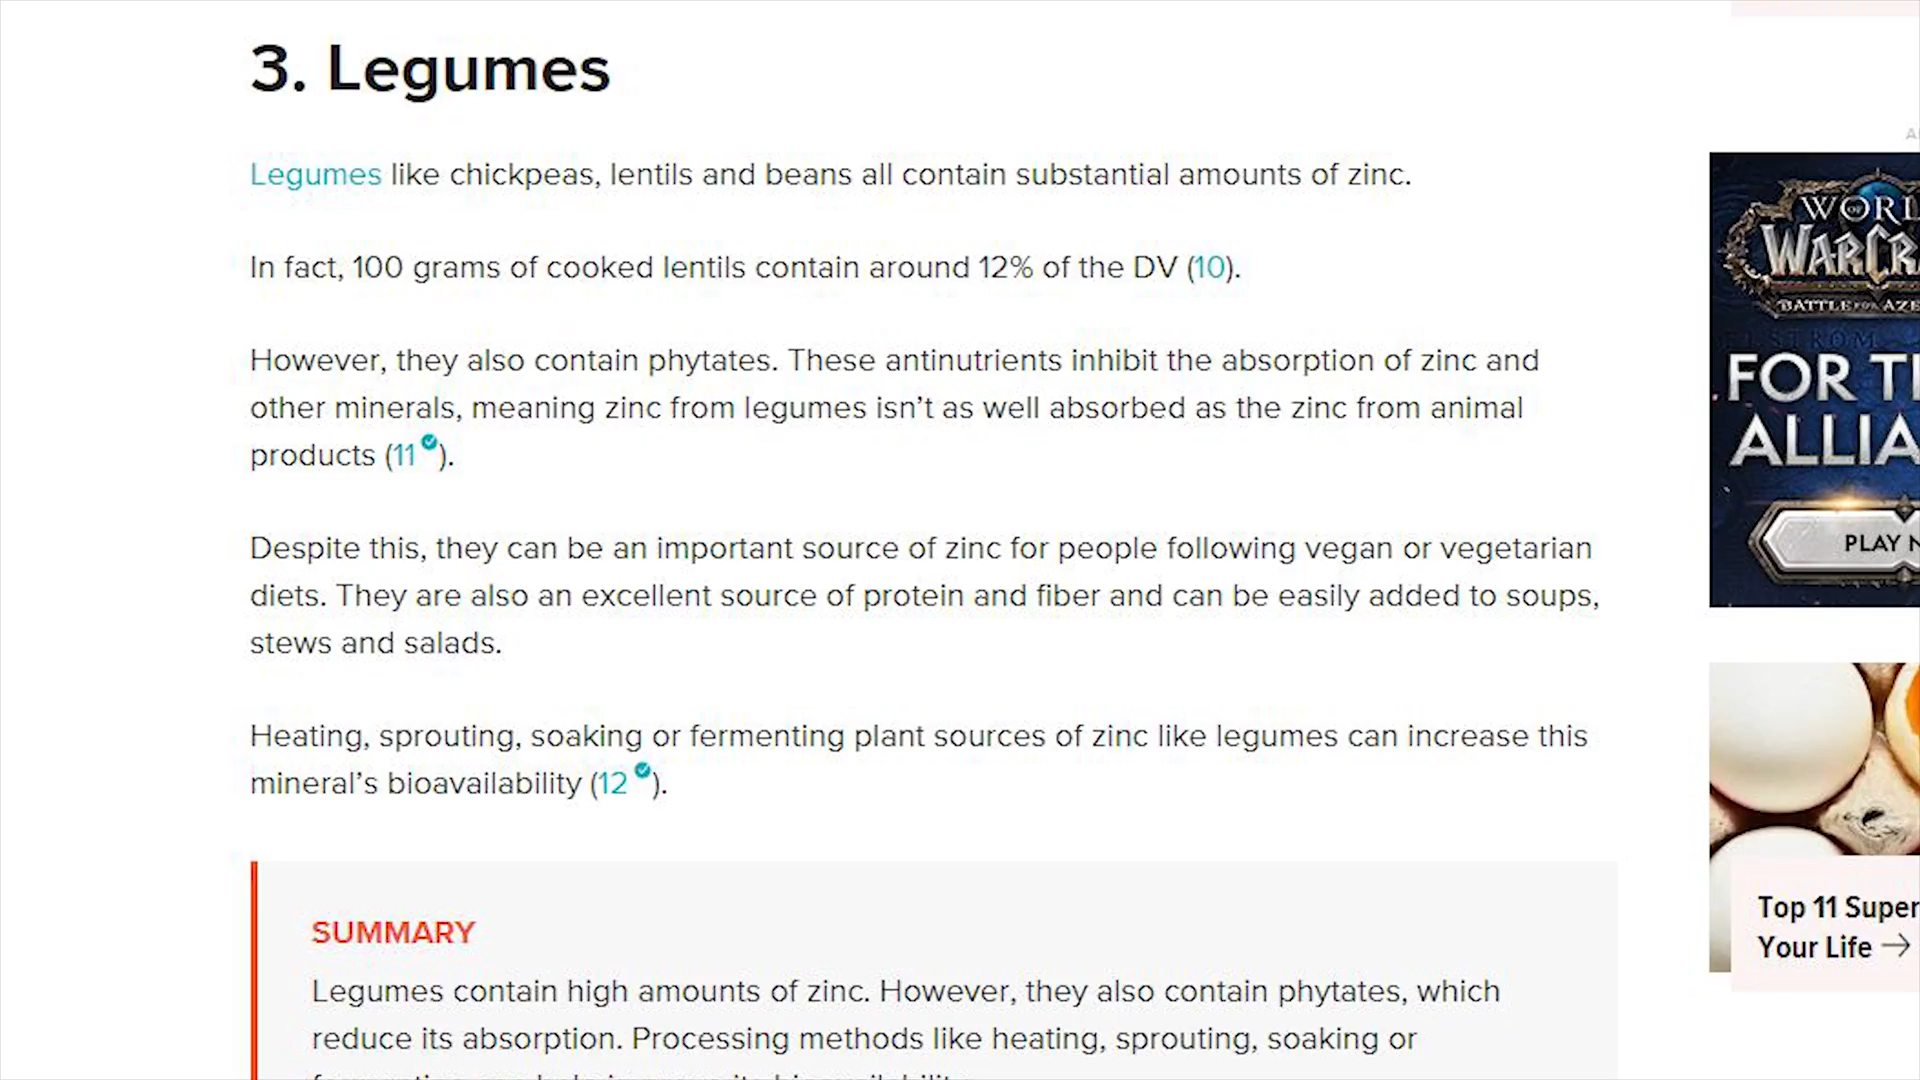 3. Legumes
Legumes like chickpeas, lentils and beans all contain substantial amounts of zinc.
In fact, 100 grams of cooked lentils contain around 12% of the DV (10).
However, they also contain phytates. These antinutrients inhibit the absorption of zinc and
other minerals, meaning zinc from legumes isn't as well absorbed as the zinc from animal
products (11).
Despite this, they can be an important source of zinc for people following vegan or vegetarian
diets. They are also an excellent source of protein and fiber and can be easily added to soups,
stews and salads.
Heating, sprouting, soaking or fermenting plant sources of zinc like legumes can increase this
mineral's bioavailability (12).
SUMMARY
Legumes contain high amounts of zinc. However, they also contain phytates, which
reduce its absorption. Processing methods like heating, sprouting, soaking or
WORL
OF
WARCR
BATTLE FOR AZE
FOR TH
ALLIA
PLAY N
Top 11 Super
Your Life →